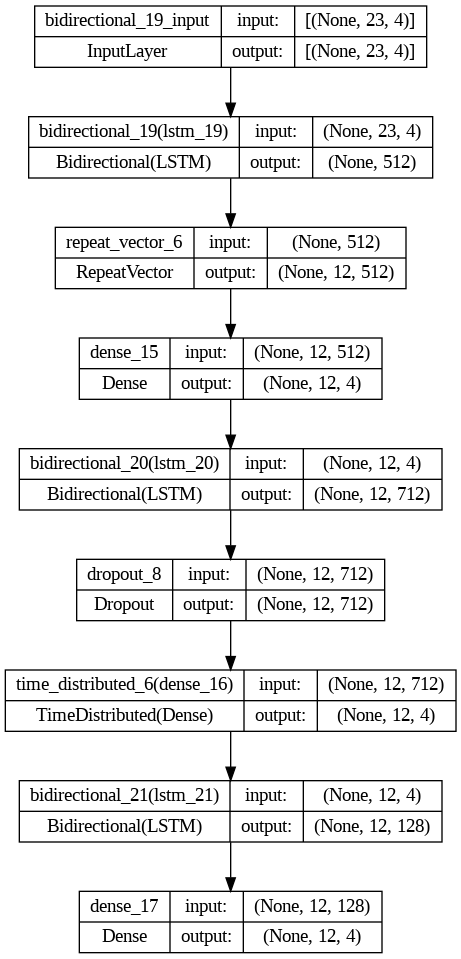 bidirectional_19_input input: [(None, 23, 4)]
InputLayer output: [(None, 23, 4)]
bidirectional_19(lstm_19) input: (None, 23, 4)
Bidirectional(LSTM) output: (None, 512)
repeat_vector_6 input: (None, 512)
RepeatVector output: (None, 12, 512)
dense_15 input: (None, 12, 512)
Dense output: (None, 12, 4)
bidirectional_20(lstm_20) input: (None, 12, 4)
Bidirectional(LSTM) output: (None, 12, 712)
dropout_8 input: (None, 12, 712)
Dropout output: (None, 12, 712)
time_distributed_6(dense_16) input: (None, 12, 712)
TimeDistributed(Dense) output: (None, 12, 4)
bidirectional_21(lstm_21) input: (None, 12, 4)
Bidirectional(LSTM) output: (None, 12, 128)
dense_17 input: (None, 12, 128)
Dense output: (None, 12, 4)